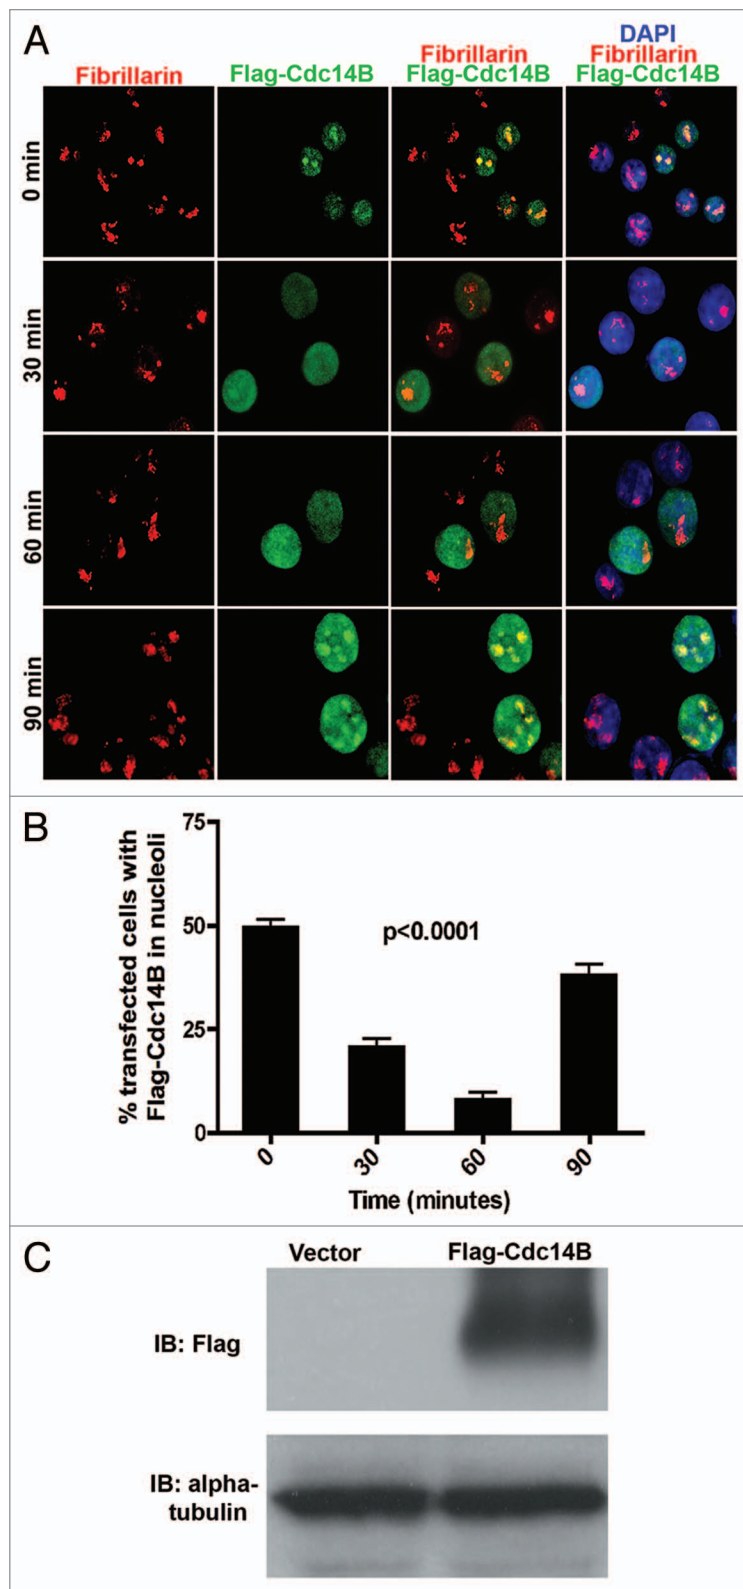 A
Fibrillarin
Flag-Cdc14B
Fibrillarin
Flag-Cdc14B
DAPI
Fibrillarin
Flag-Cdc14B
0 min
30 min
60 min
90 min
B
% transfected cells with
Flag-Cdc14B in nucleoli
75
50
25
0
p<0.0001
0
30
60
90
Time (minutes)
C
Vector
Flag-Cdc14B
IB: Flag
IB: alpha-
tubulin